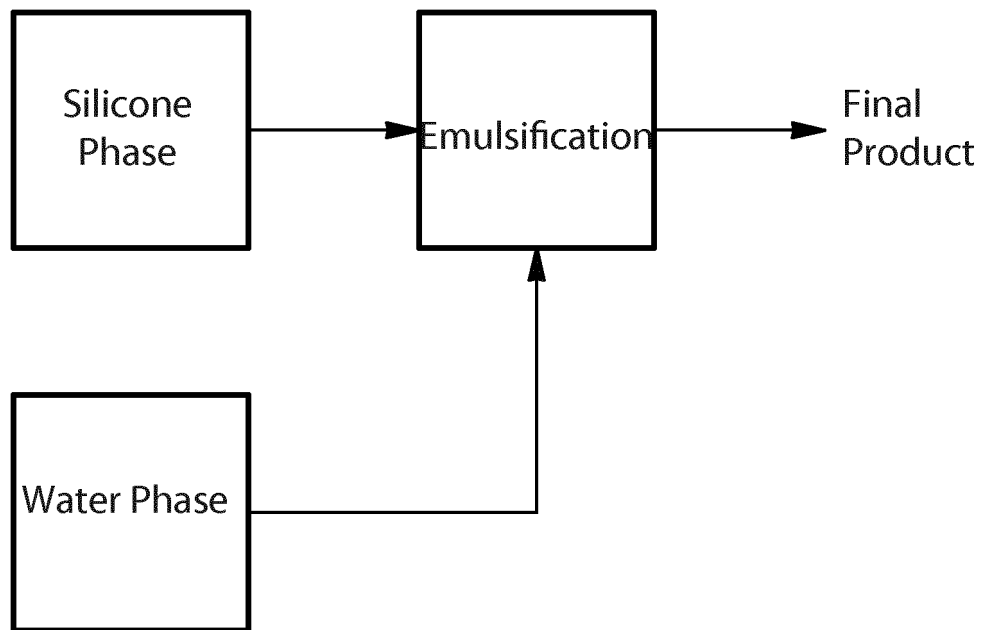 Silicone
Phase
Emulsification
Final
Product
Water Phase